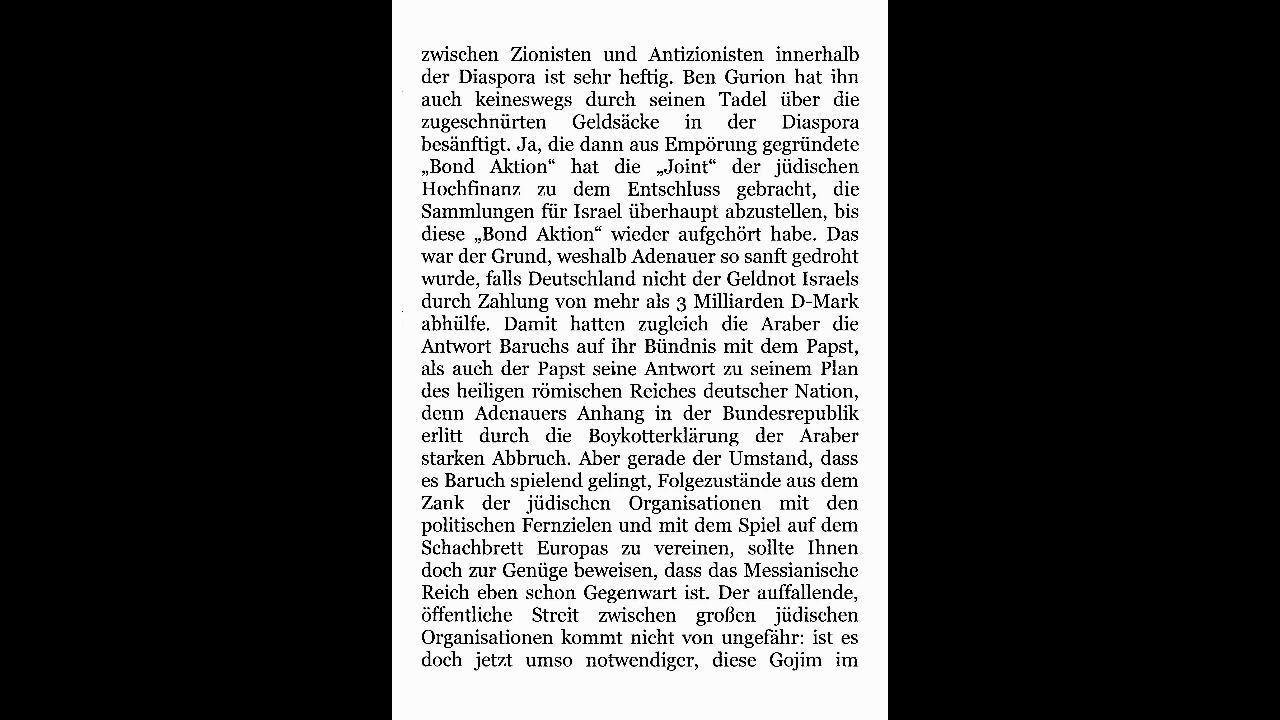 zwischen Zionisten und Antizionisten innerhalb
der Diaspora ist sehr heftig. Ben Gurion hat ihn
auch keineswegs durch seinen Tadel über die
zugeschnürten Geldsäcke in der Diaspora
besänftigt. Ja, die dann aus Empörung gegründete
„Bond Aktion“ hat die „Joint“ der jüdischen
Hochfinanz zu dem Entschluss gebracht, die
Sammlungen für Israel überhaupt abzustellen, bis
diese „Bond Aktion“ wieder aufgehört habe. Das
war der Grund, weshalb Adenauer so sanft gedroht
wurde, falls Deutschland nicht der Geldnot Israels
durch Zahlung von mehr als 3 Milliarden D-Mark
abhülfe. Damit hatten zugleich die Araber die
Antwort Baruchs auf ihr Bündnis mit dem Papst,
als auch der Papst seine Antwort zu seinem Plan
des heiligen römischen Reiches deutscher Nation,
denn Adenauers Anhang in der Bundesrepublik
erlitt durch die Boykotterklärung der Araber
starken Abbruch. Aber gerade der Umstand, dass
es Baruch spielend gelingt, Folgezustände aus dem
Zank der jüdischen Organisationen mit den
politischen Fernzielen und mit dem Spiel auf dem
Schachbrett Europas zu vereinen, sollte Ihnen
doch zur Genüge beweisen, dass das Messianische
Reich eben schon Gegenwart ist. Der auffallende,
öffentliche Streit zwischen großen jüdischen
Organisationen kommt nicht von ungefähr: ist es
doch jetzt umso notwendiger, diese Gojim im